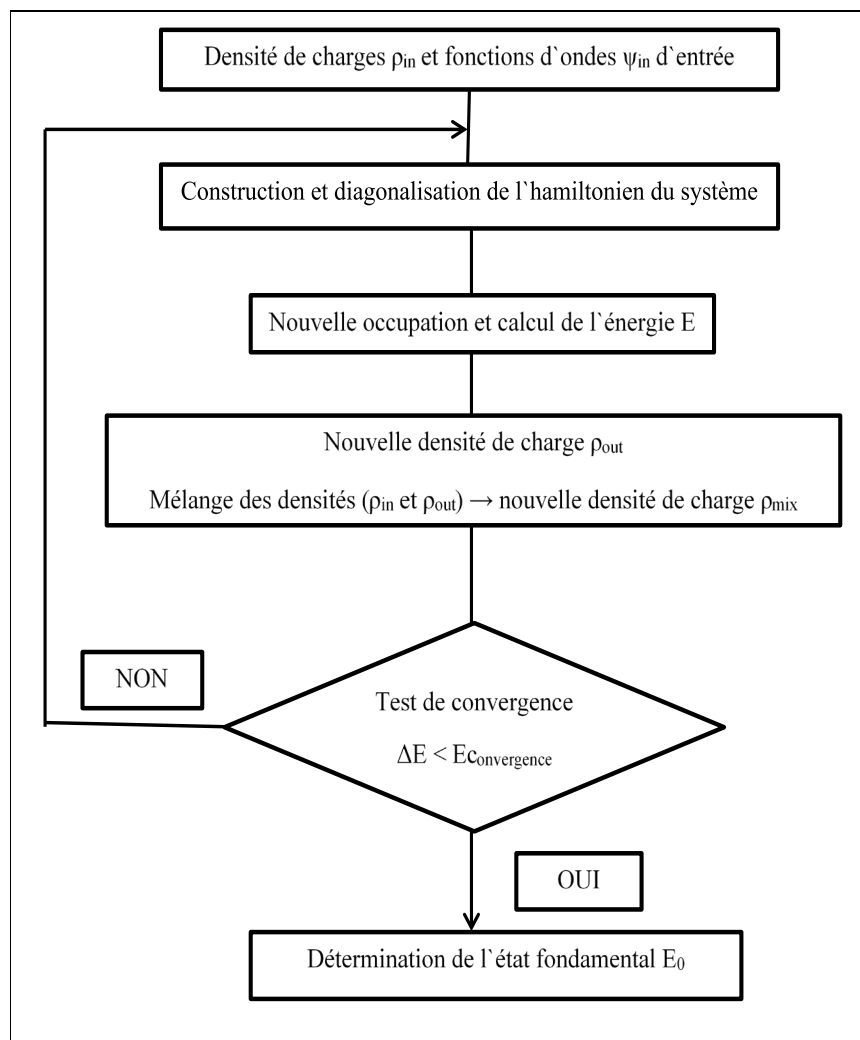 Densité de charges ρin et fonctions d`ondes ψin d`entrée
Construction et diagonalisation de l`hamiltonien du système
Nouvelle occupation et calcul de l`énergie E
Nouvelle densité de charge ρout
Mélange des densités (ρin et ρout) → nouvelle densité de charge ρmix
NON
Test de convergence
ΔE < Econvergence
OUI
Détermination de l`état fondamental E0